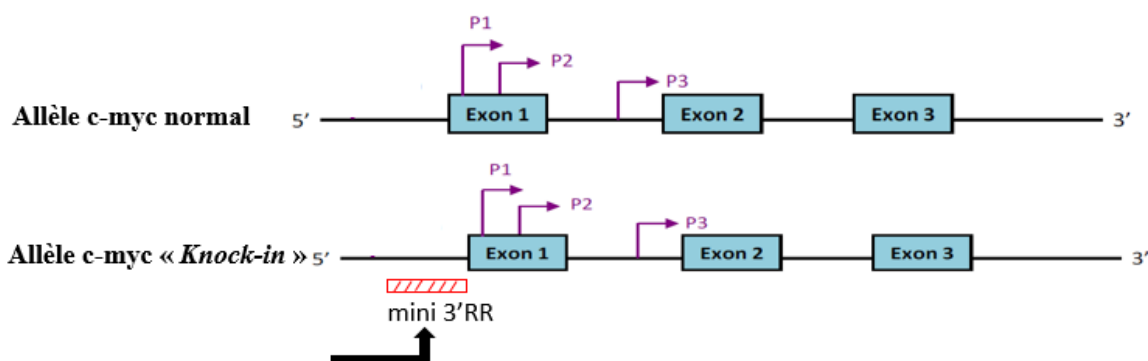 P1
P2
P3
Allèle c-myc normal 5’ Exon 1 Exon 2 Exon 3 3’
P1
P2
P3
Allèle c-myc « Knock-in » 5’ Exon 1 Exon 2 Exon 3 3’
mini 3’RR